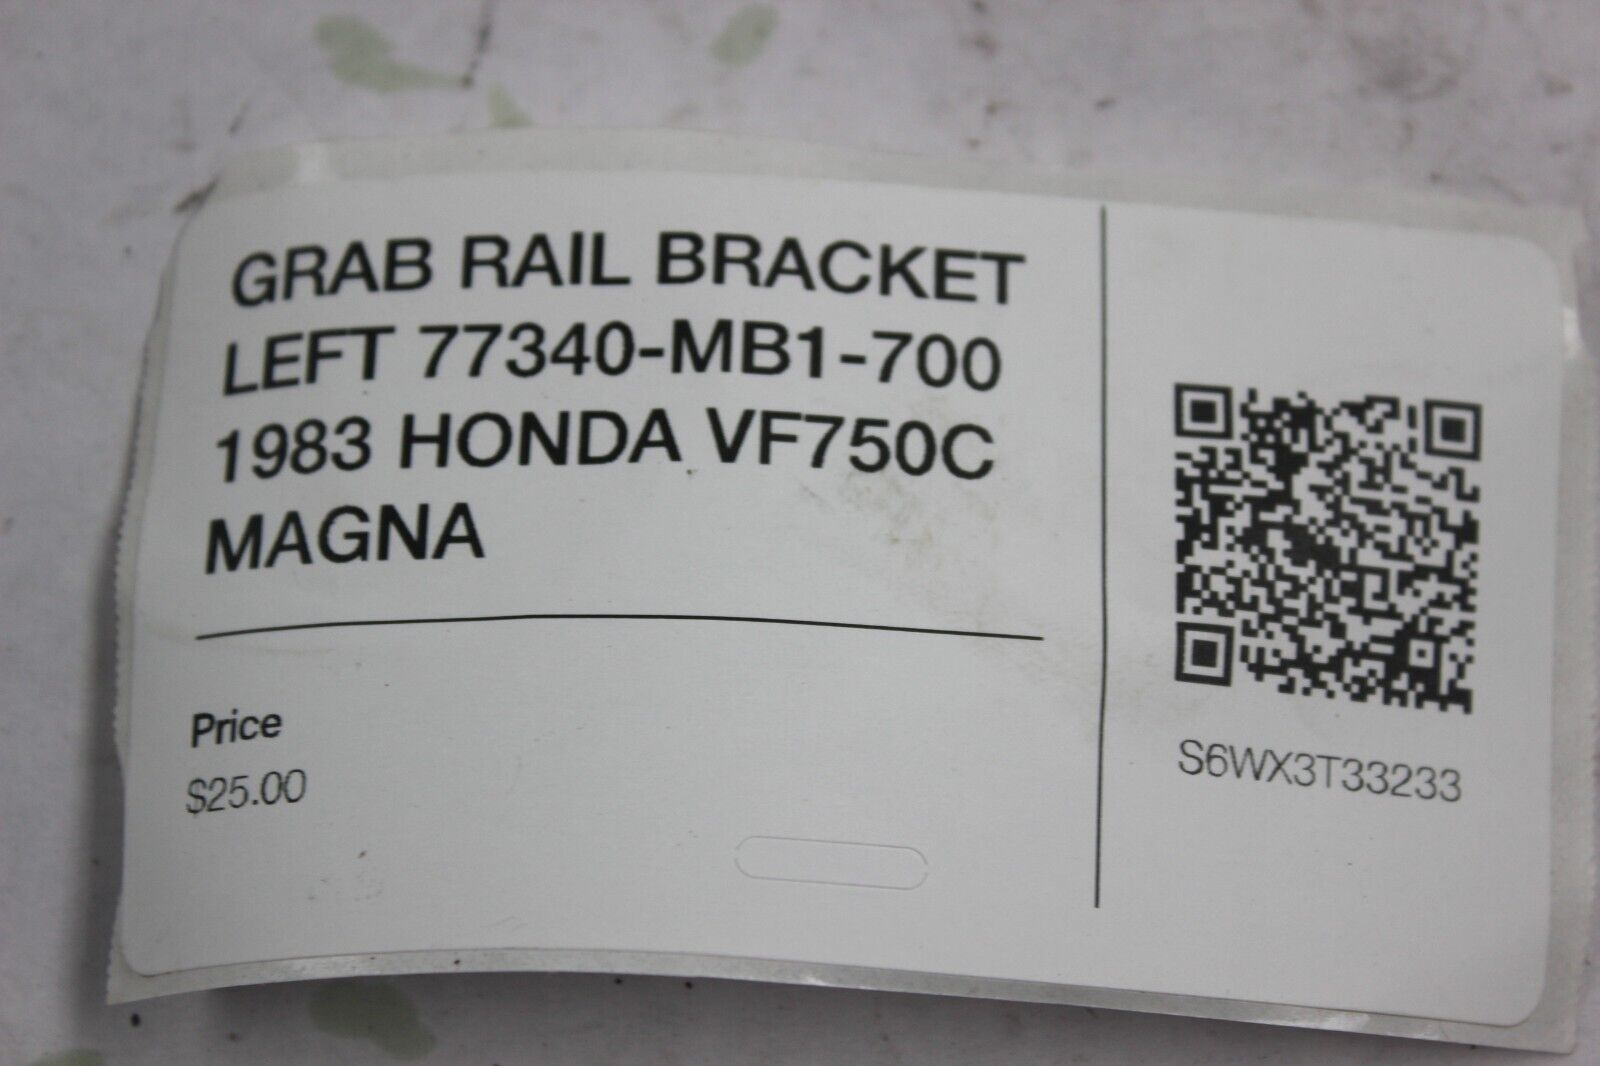 GRAB RAIL BRACKET
LEFT 77340-MB1-700
1983 HONDA VF750C
MAGNA
Price
$25.00
S6WX3T33233